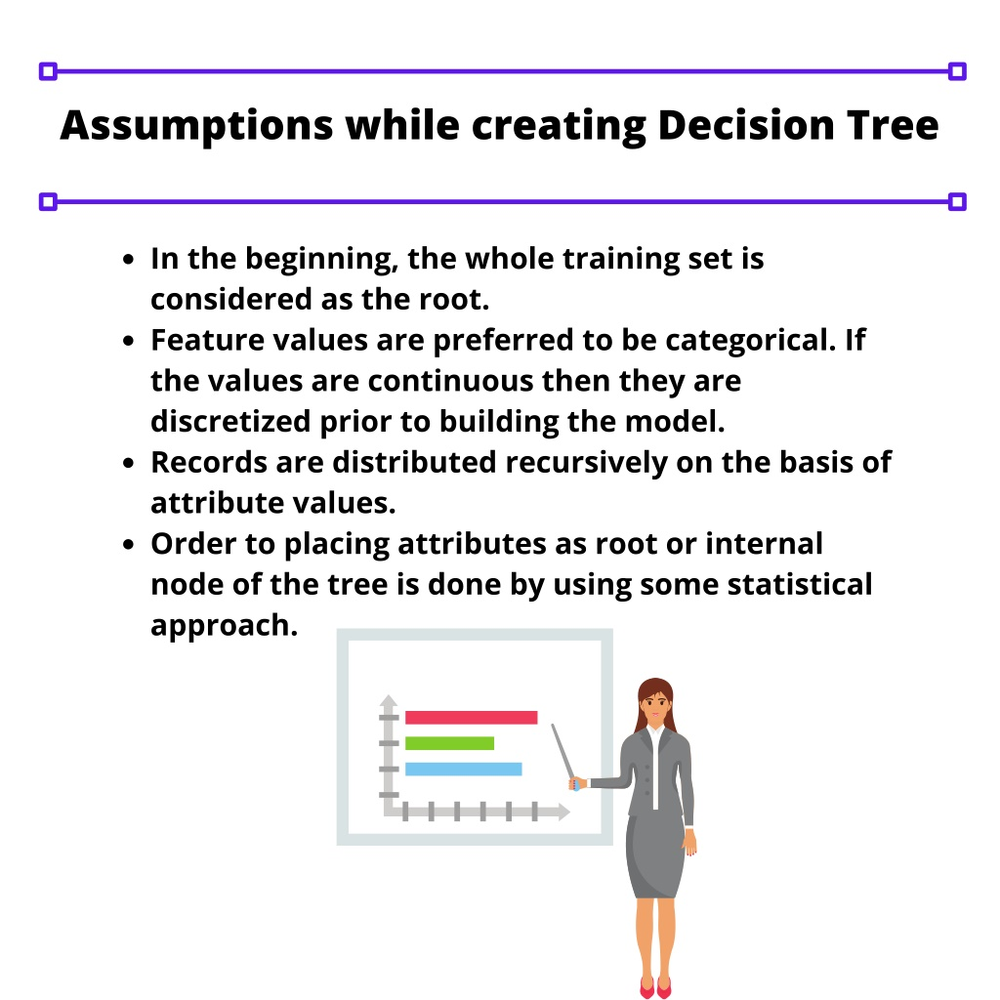 Assumptions while creating Decision Tree
• In the beginning, the whole training set is
considered as the root.
• Feature values are preferred to be categorical. If
the values are continuous then they are
discretized prior to building the model.
• Records are distributed recursively on the basis of
attribute values.
• Order to placing attributes as root or internal
node of the tree is done by using some statistical
approach.